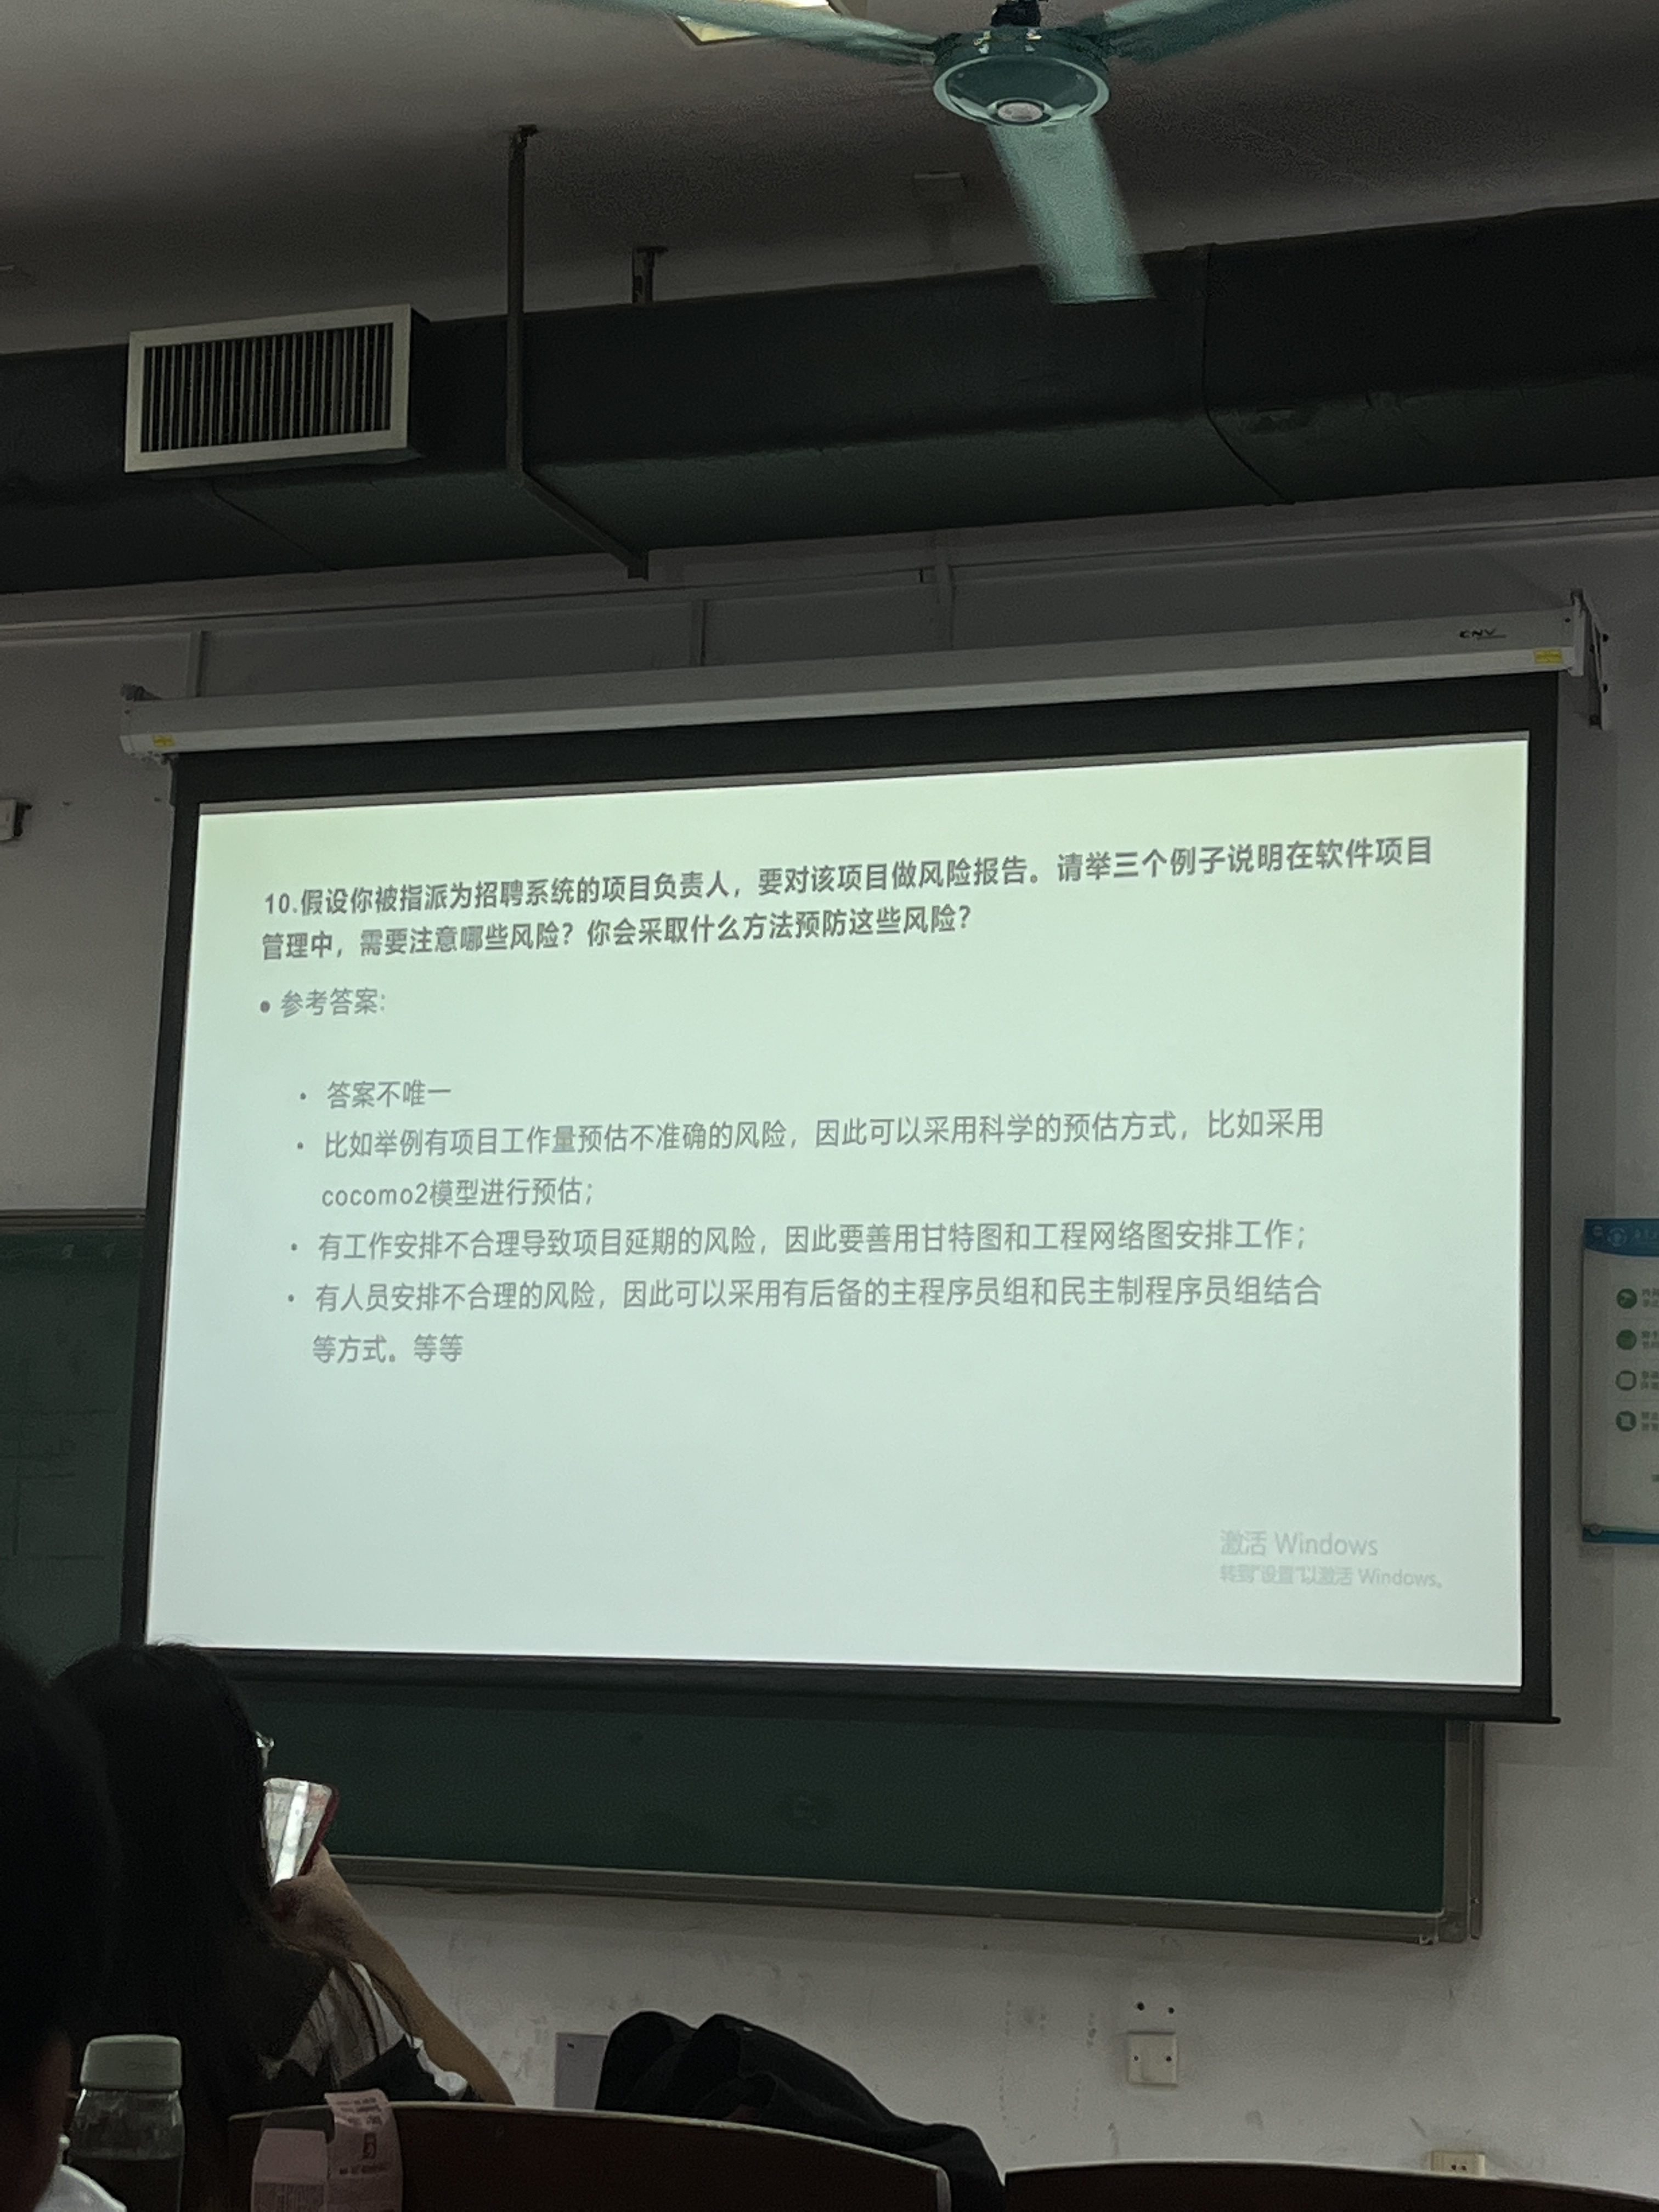 CNV
10.假设你被指派为招聘系统的项目负责人，要对该项目做风险报告。请举三个例子说明在软件项目
管理中，需要注意哪些风险？你会采取什么方法预防这些风险？
● 参考答案:
• 答案不唯一
• 比如举例有项目工作量预估不准确的风险，因此可以采用科学的预估方式，比如采用
cocomo2模型进行预估；
• 有工作安排不合理导致项目延期的风险，因此要善用甘特图和工程网络图安排工作；
• 有人员安排不合理的风险，因此可以采用有后备的主程序员组和民主制程序员组结合
等方式。等等
激活 Windows
转到"设置"以激活 Windows。